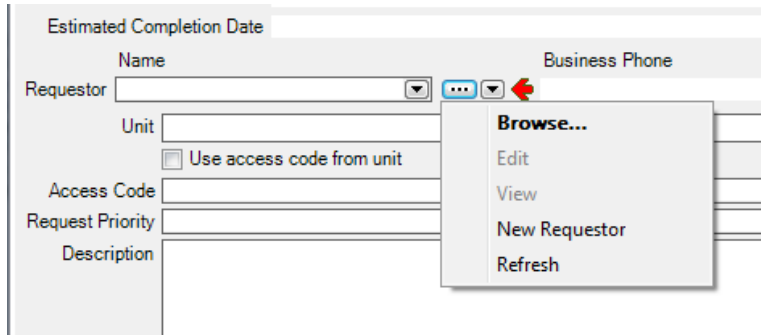 Estimated Completion Date
Name Business Phone
Requestor ...
Unit Browse...
Use access code from unit Edit
Access Code View
Request Priority New Requestor
Description Refresh